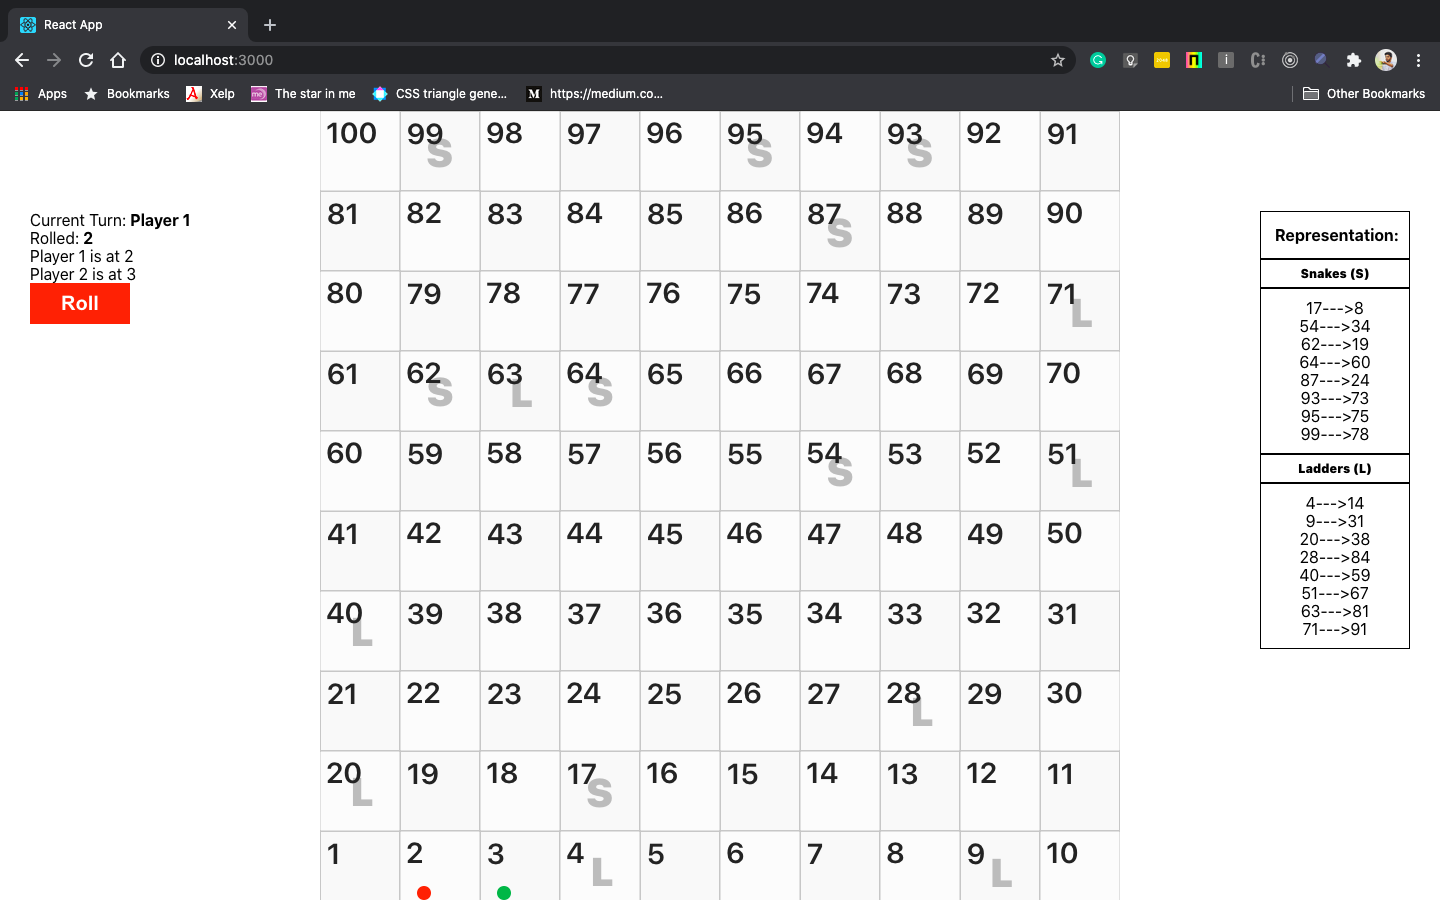 React App
localhost:3000
Apps
Bookmarks
Xelp
The star in me
CSS triangle gene...
https://medium.co...
Other Bookmarks
Current Turn: Player 1
Rolled: 2
Player 1 is at 2
Player 2 is at 3
Roll
100 99 S 98 97 96 95 S 94 93 S 92 91
81 82 83 84 85 86 87 S 88 89 90
80 79 78 77 76 75 74 73 72 71 L
61 62 S 63 L 64 S 65 66 67 68 69 70
60 59 58 57 56 55 54 S 53 52 51 L
41 42 43 44 45 46 47 48 49 50
40 L 39 38 37 36 35 34 33 32 31
21 22 23 24 25 26 27 28 L 29 30
20 L 19 18 17 S 16 15 14 13 12 11
1 2 3 4 L 5 6 7 8 9 L 10
Representation:
Snakes (S)
17--->8
54--->34
62--->19
64--->60
87--->24
93--->73
95--->75
99--->78
Ladders (L)
4--->14
9--->31
20--->38
28--->84
40--->59
51--->67
63--->81
71--->91